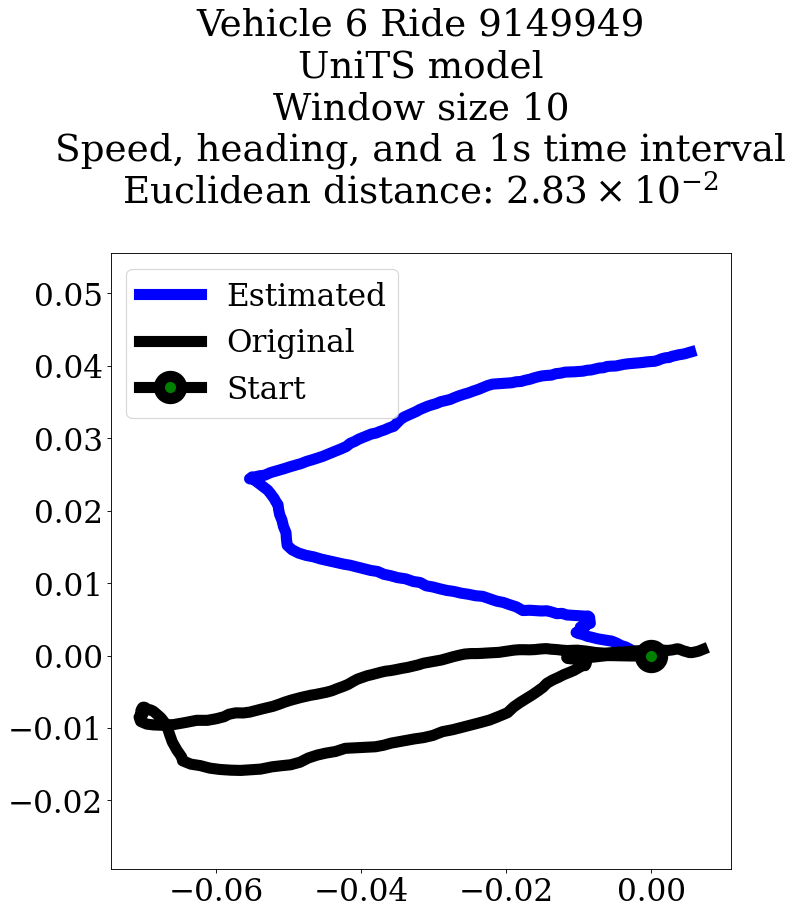 Vehicle 6 Ride 9149949
UniTS model
Window size 10
Speed, heading, and a 1s time interval
Euclidean distance: 2.83 × 10⁻²
Estimated
Original
Start
0.05
0.04
0.03
0.02
0.01
0.00
−0.01
−0.02
−0.06
−0.04
−0.02
0.00